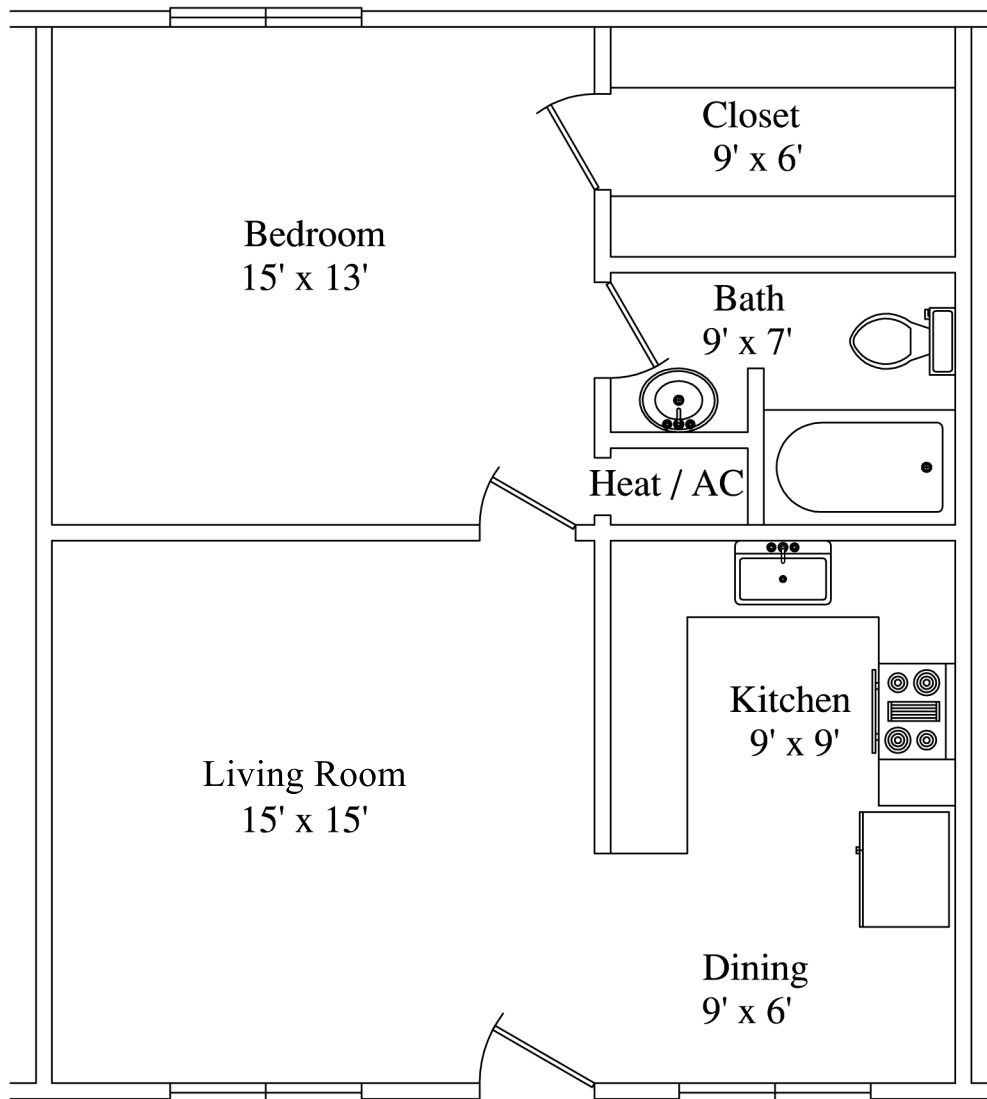 Closet
9' x 6'
Bedroom
15' x 13'
Bath
9' x 7'
Heat / AC
Kitchen
9' x 9'
Living Room
15' x 15'
Dining
9' x 6'